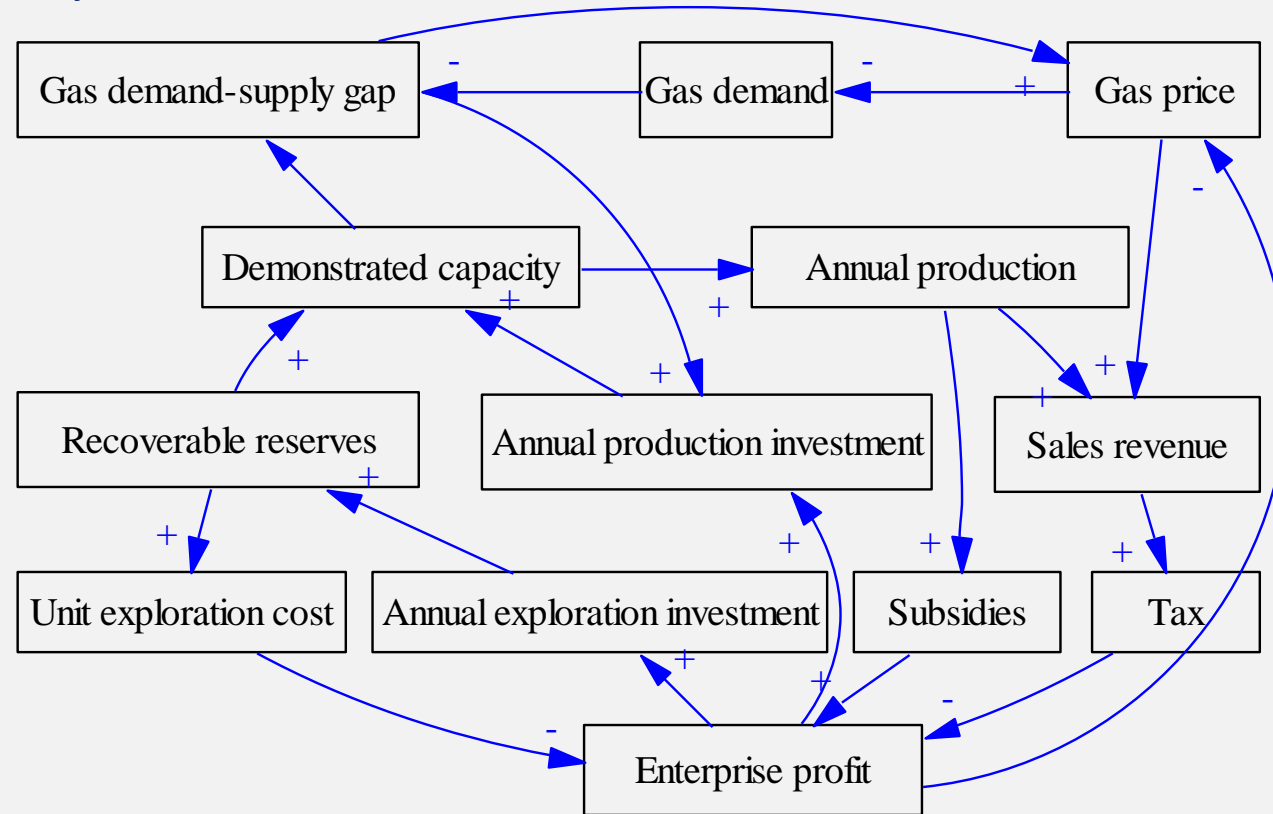 Gas demand-supply gap
-
Gas demand
-
+
Gas price
-
Demonstrated capacity
+
+
Annual production
+
+
+
+
Recoverable reserves
+
Annual production investment
Sales revenue
+
+
+
+
Unit exploration cost
Annual exploration investment
Subsidies
Tax
+
+
-
-
Enterprise profit